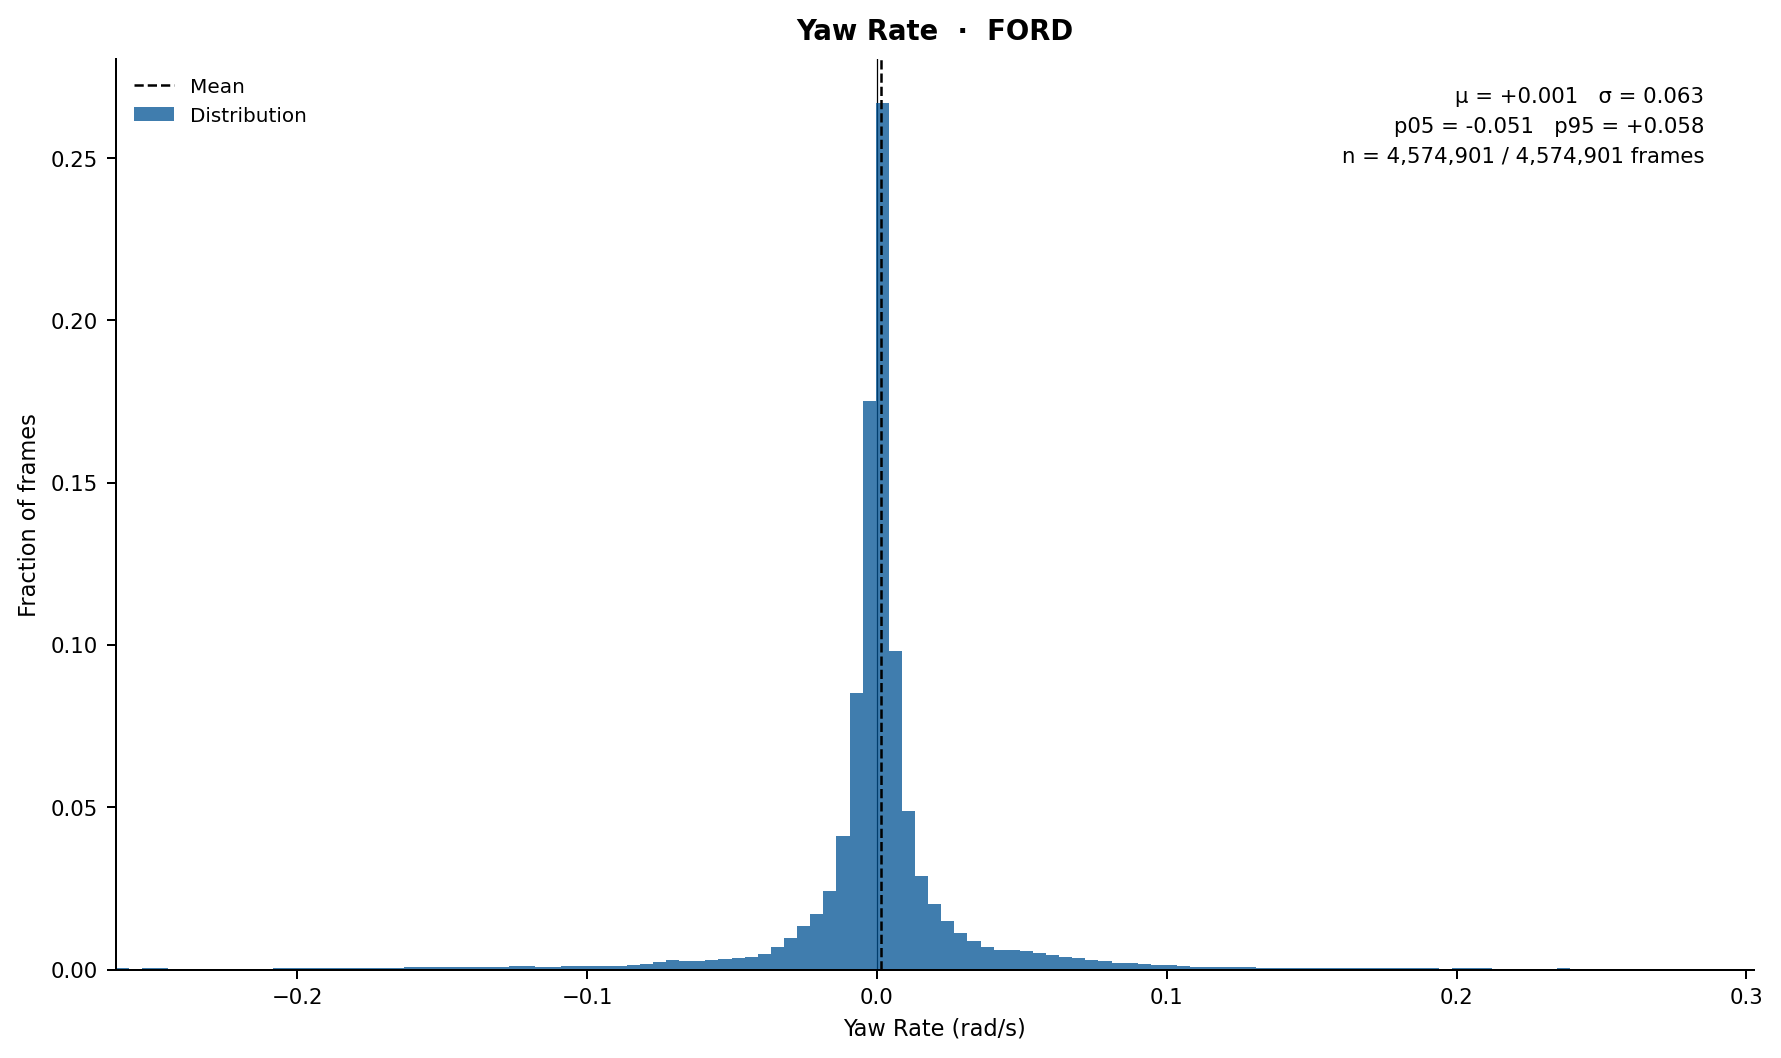 Yaw Rate · FORD
Mean
Distribution
μ = +0.001 σ = 0.063
p05 = -0.051 p95 = +0.058
n = 4,574,901 / 4,574,901 frames
Fraction of frames
0.25
0.20
0.15
0.10
0.05
0.00
−0.2 −0.1 0.0 0.1 0.2 0.3
Yaw Rate (rad/s)